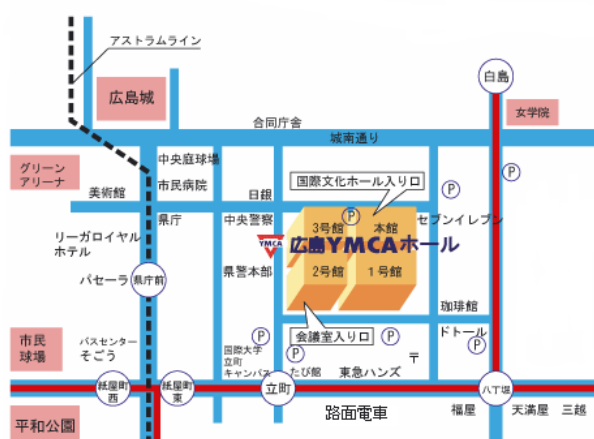 アストラムライン
白島
広島城
女学院
合同庁舎
城南通り
中央庭球場
グリーン
アリーナ
市民病院
国際文化ホール入り口
美術館
日銀
P
P
県庁
中央警察
3号館
P
本館
セブンイレブン
リーガロイヤル
ホテル
YMCA
広島YMCAホール
パセーラ
県庁前
県警本部
2号館
1号館
珈琲館
市民
球場
バスセンター
そごう
P
会議室入り口
P
ドトール
P
国際大学
立町
キャンパス
P
たび館
東急ハンズ
〒
紙屋町
西
紙屋町
東
立町
八丁堀
平和公園
路面電車
福屋
天満屋
三越